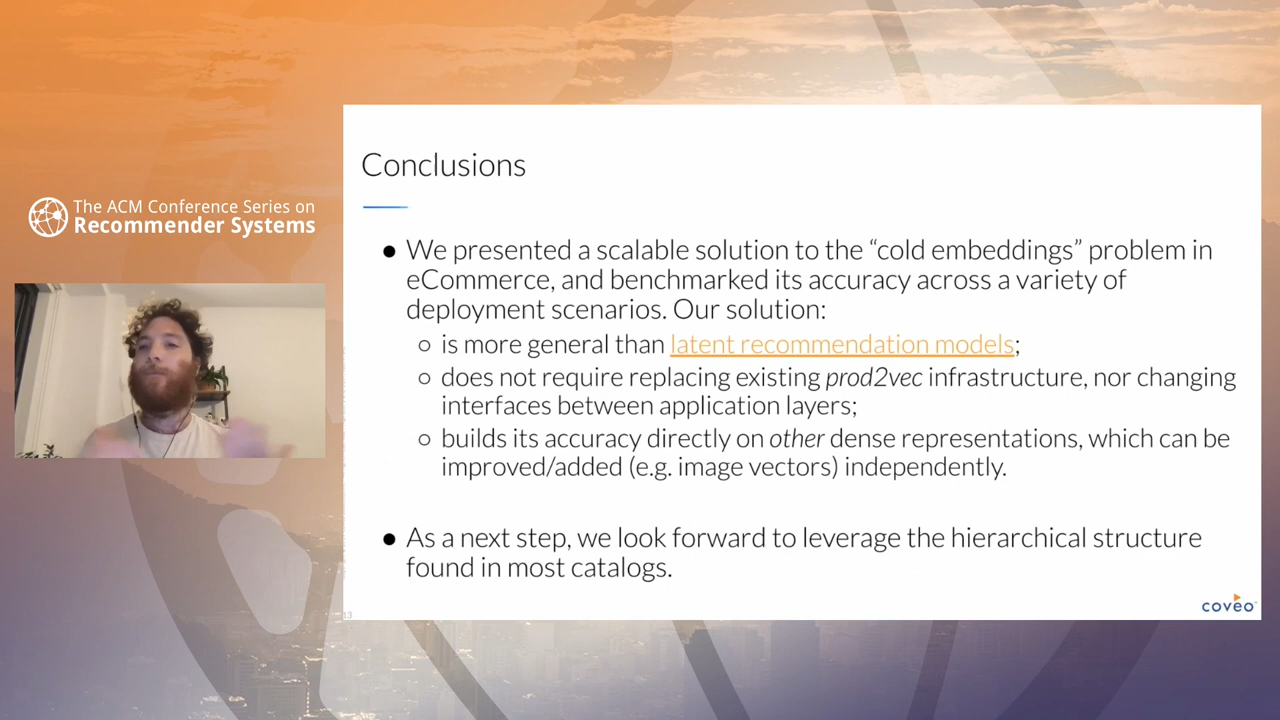 The ACM Conference Series on
Recommender Systems
Conclusions
● We presented a scalable solution to the “cold embeddings” problem in
eCommerce, and benchmarked its accuracy across a variety of
deployment scenarios. Our solution:
○ is more general than latent recommendation models;
○ does not require replacing existing prod2vec infrastructure, nor changing
interfaces between application layers;
○ builds its accuracy directly on other dense representations, which can be
improved/added (e.g. image vectors) independently.
● As a next step, we look forward to leverage the hierarchical structure
found in most catalogs.
13
coveo